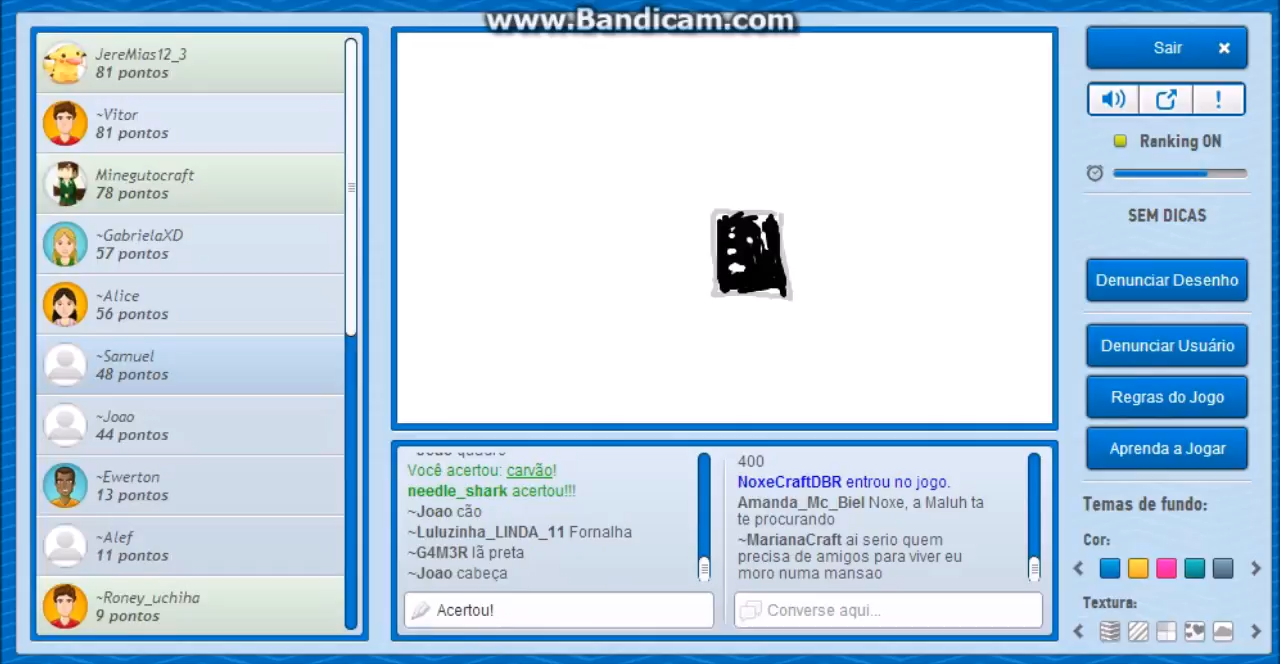 www.Bandicam.com
JereMias12_3
81 pontos
~Vitor
81 pontos
Minegutocraft
78 pontos
~GabrielaXD
57 pontos
~Alice
56 pontos
~Samuel
48 pontos
~Joao
44 pontos
~Ewerton
13 pontos
~Alef
11 pontos
~Roney_uchiha
9 pontos
Você acertou: carvão!
needle_shark acertou!!!
~Joao cão
~Luluzinha_LINDA_11 Fornalha
~G4M3R lã preta
~Joao cabeça
Acertou!
400
NoxeCraftDBR entrou no jogo.
Amanda_Mc_Biel Noxe, a Maluh ta
te procurando
~MarianaCraft ai serio quem
precisa de amigos para viver eu
moro numa mansao
Converse aqui...
Sair
!
Ranking ON
SEM DICAS
Denunciar Desenho
Denunciar Usuário
Regras do Jogo
Aprenda a Jogar
Temas de fundo:
Cor:
Textura: